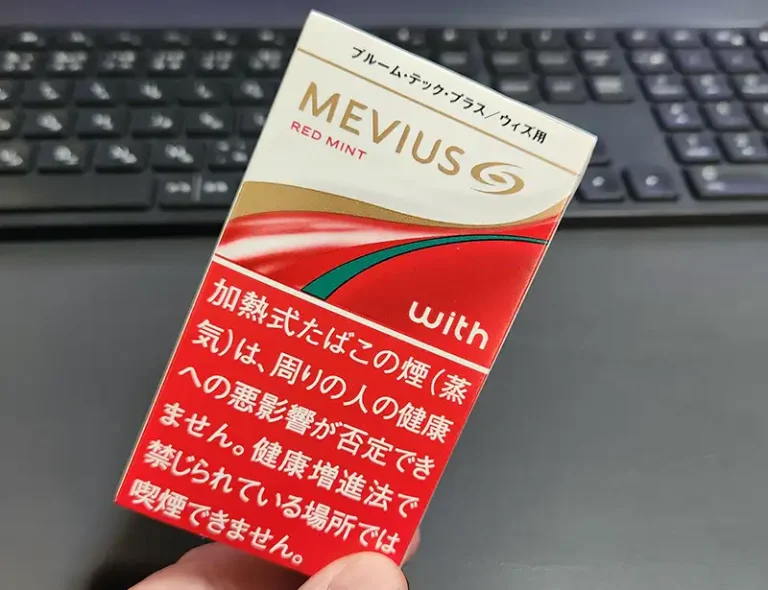 プルーム・テック・プラス/ウィズ用
MEVIUS
RED MINT
with
加熱式たばこの煙(蒸
気)は、周りの人の健康
への悪影響が否定でき
ません。健康増進法で
禁じられている場所では
喫煙できません。